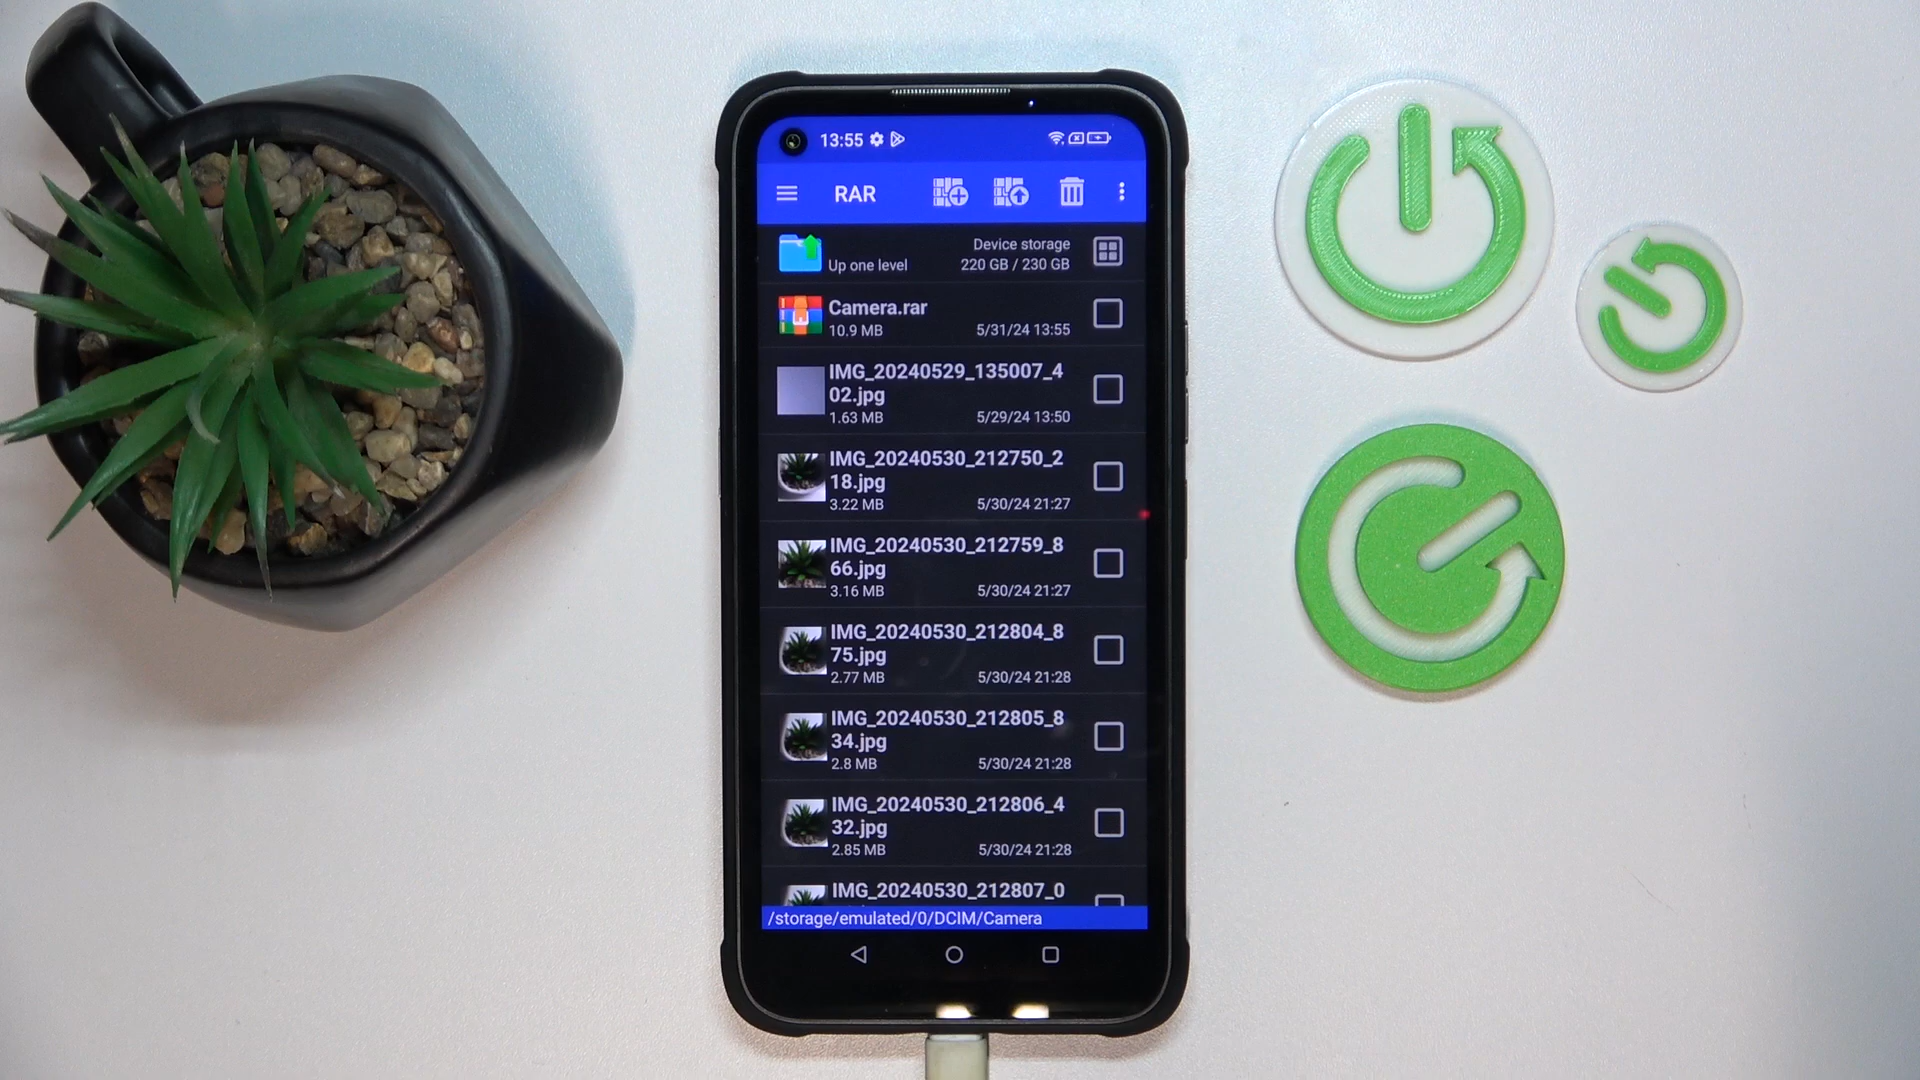 13:55
RAR
Device storage
Up one level 220 GB / 230 GB
Camera.rar
10.9 MB 5/31/24 13:55
IMG_20240529_135007_4
02.jpg
1.63 MB 5/29/24 13:50
IMG_20240530_212750_2
18.jpg
3.22 MB 5/30/24 21:27
IMG_20240530_212759_8
66.jpg
3.16 MB 5/30/24 21:27
IMG_20240530_212804_8
75.jpg
2.77 MB 5/30/24 21:28
IMG_20240530_212805_8
34.jpg
2.8 MB 5/30/24 21:28
IMG_20240530_212806_4
32.jpg
2.85 MB 5/30/24 21:28
IMG_20240530_212807_0
/storage/emulated/0/DCIM/Camera